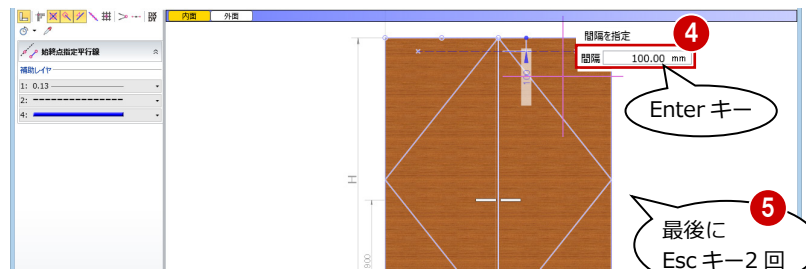 内面
外面
始終点指定平行線
補助レイヤ
1: 0.13
2:
4:
間隔を指定
4
間隔 100.00 mm
100
Enter キー
H
900
5
最後に
Esc キー2 回